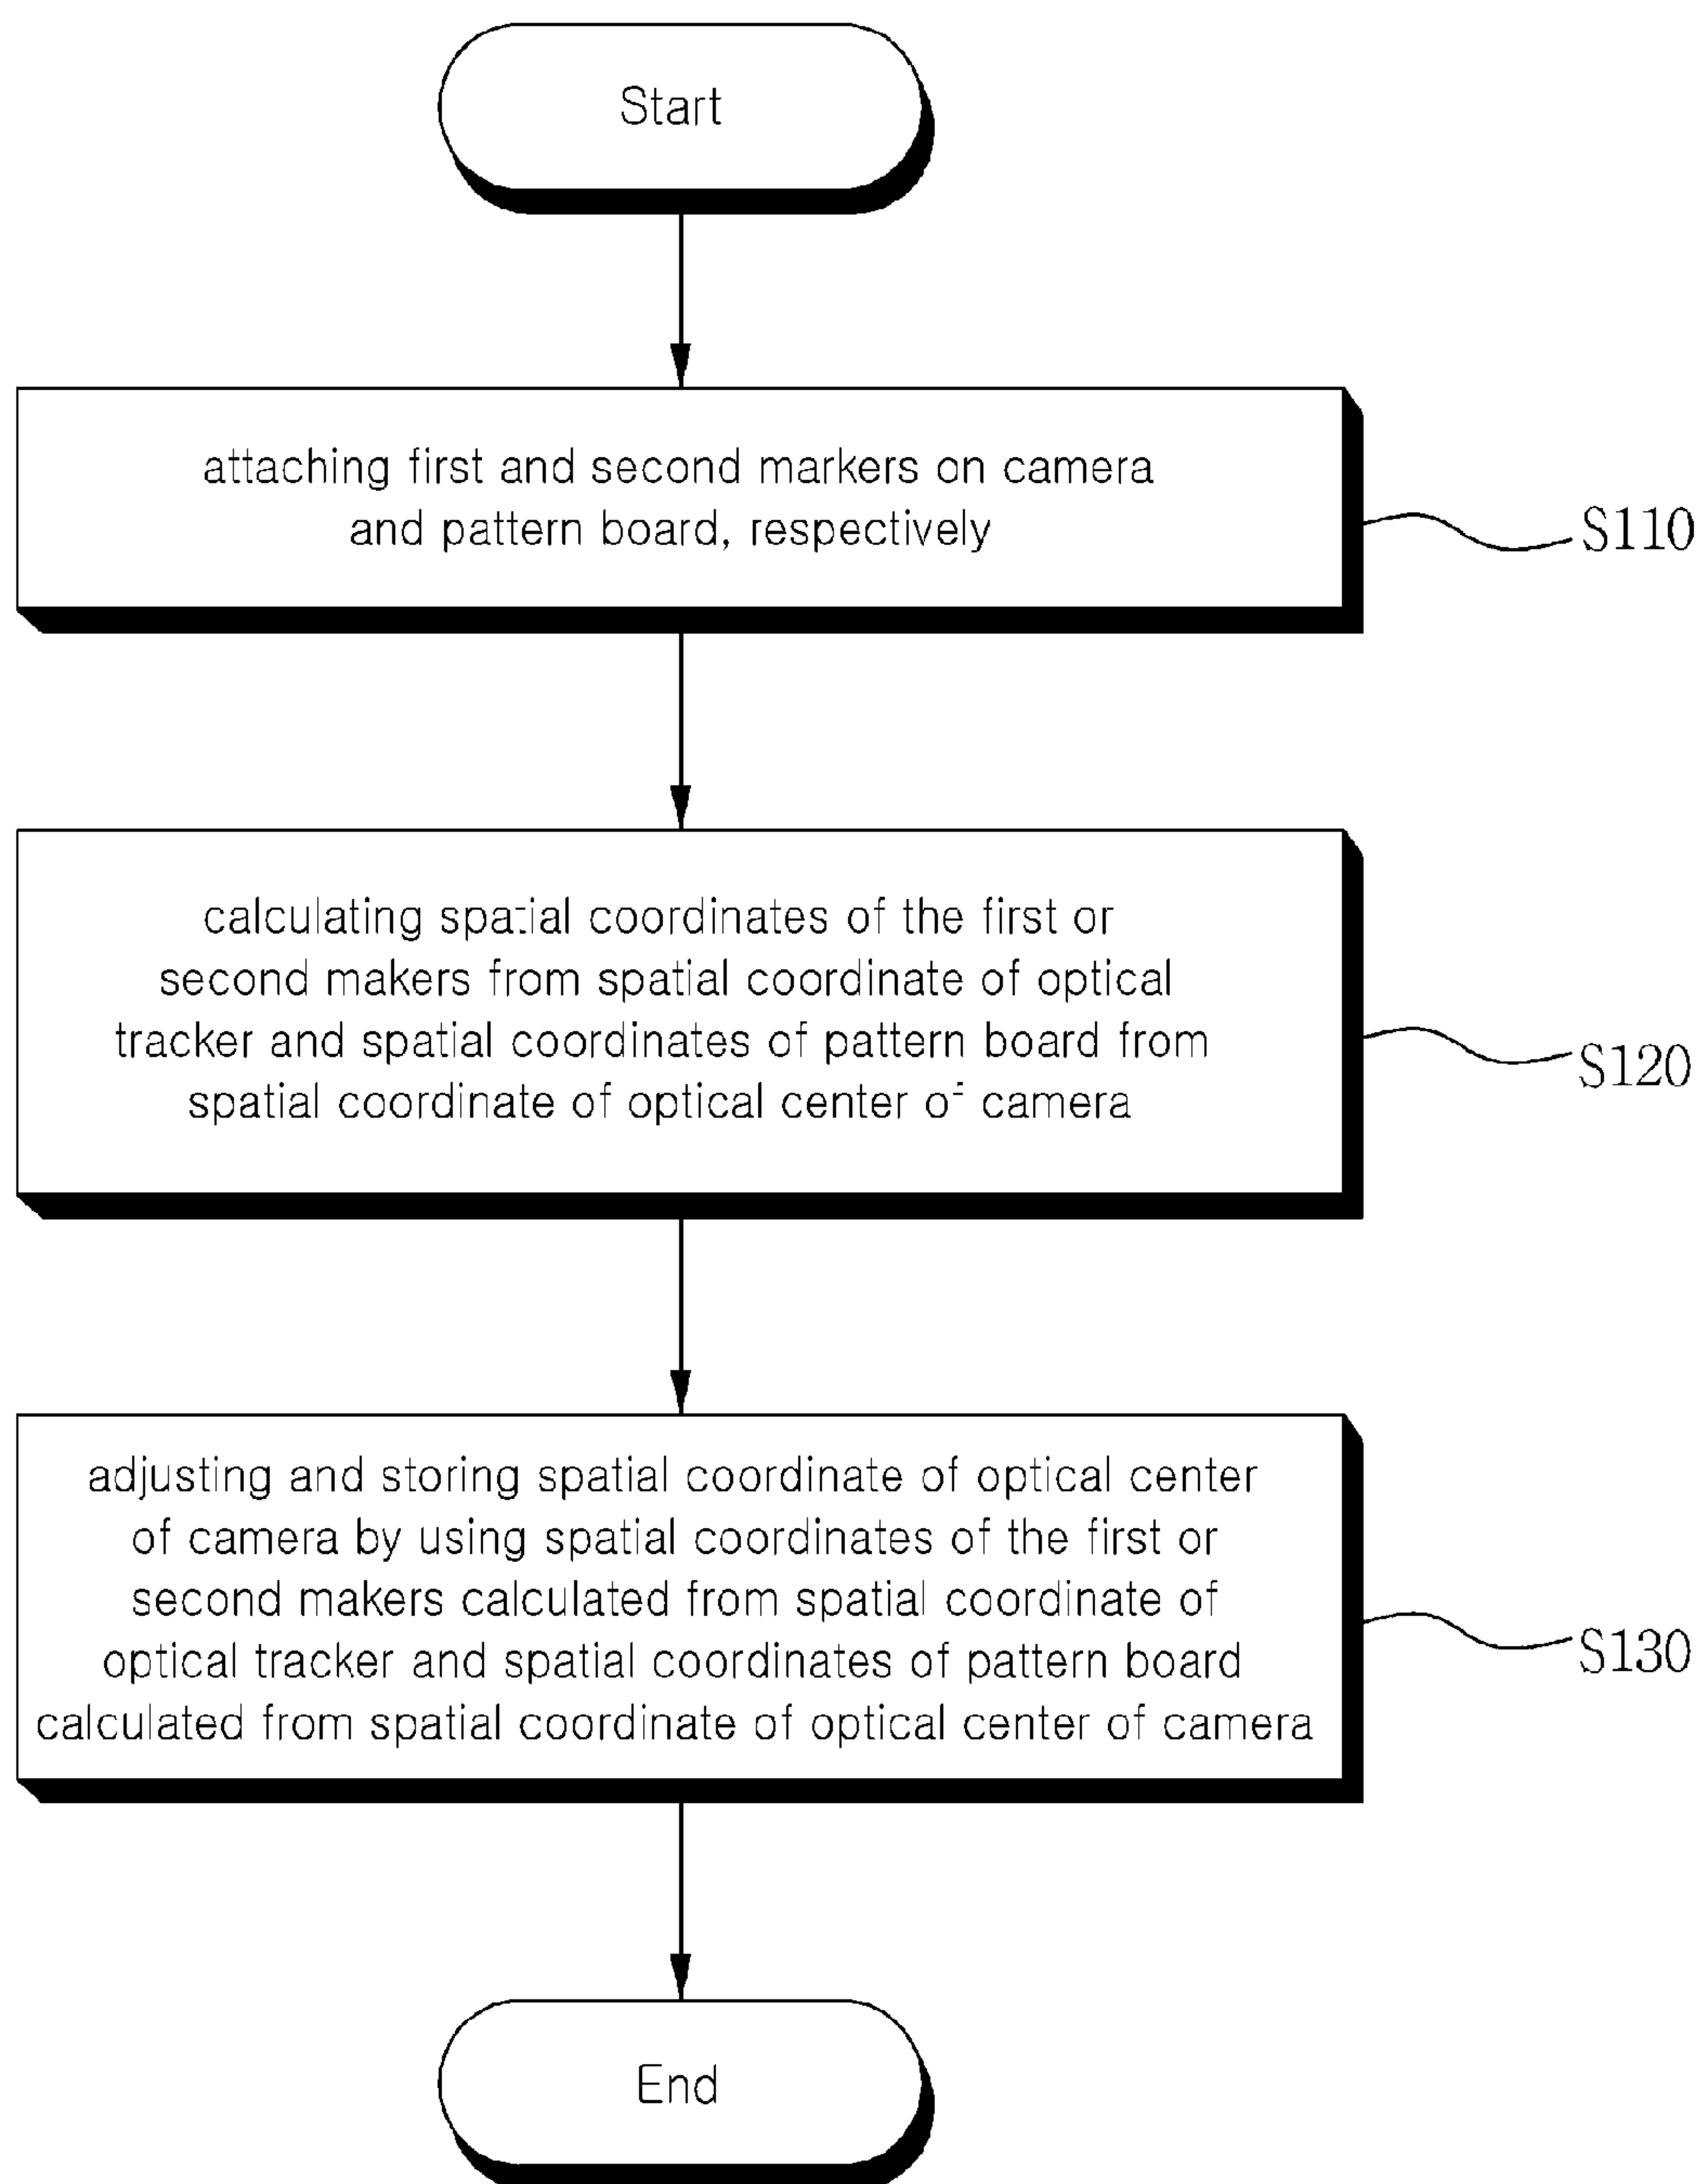 Start
attaching first and second markers on camera
and pattern board, respectively
S110
calculating spatial coordinates of the first or
second makers from spatial coordinate of optical
tracker and spatial coordinates of pattern board from
spatial coordinate of optical center of camera
S120
adjusting and storing spatial coordinate of optical center
of camera by using spatial coordinates of the first or
second makers calculated from spatial coordinate of
optical tracker and spatial coordinates of pattern board
calculated from spatial coordinate of optical center of camera
S130
End